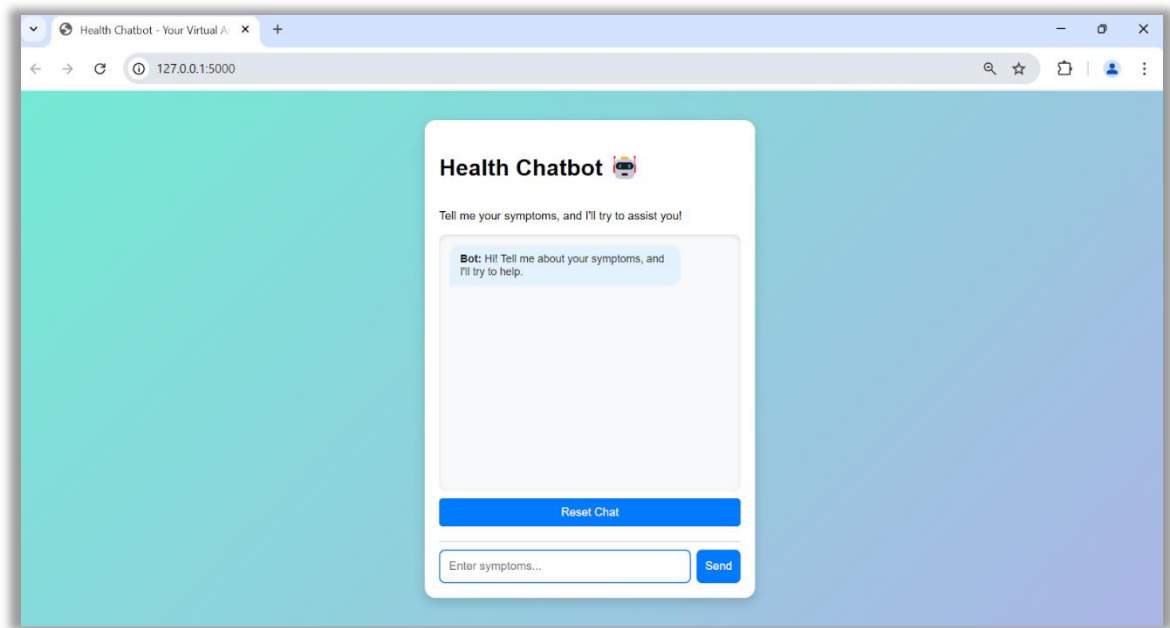 Health Chatbot - Your Virtual A
127.0.0.1:5000
Health Chatbot
Tell me your symptoms, and I'll try to assist you!
Bot: Hi! Tell me about your symptoms, and
I'll try to help.
Reset Chat
Enter symptoms...
Send